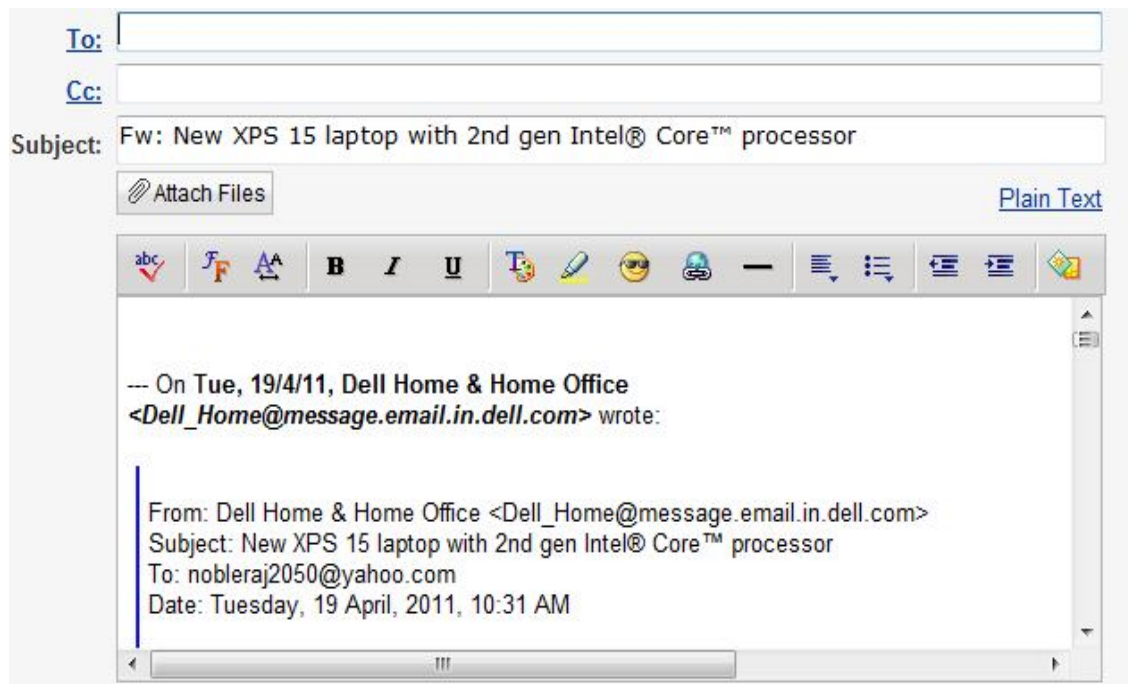 To:
Cc:
Subject: Fw: New XPS 15 laptop with 2nd gen Intel® Core™ processor
Attach Files
Plain Text
abc F F A A B I U T
--- On Tue, 19/4/11, Dell Home & Home Office
<Dell_Home@message.email.in.dell.com> wrote:
From: Dell Home & Home Office <Dell_Home@message.email.in.dell.com>
Subject: New XPS 15 laptop with 2nd gen Intel® Core™ processor
To: nobleraj2050@yahoo.com
Date: Tuesday, 19 April, 2011, 10:31 AM